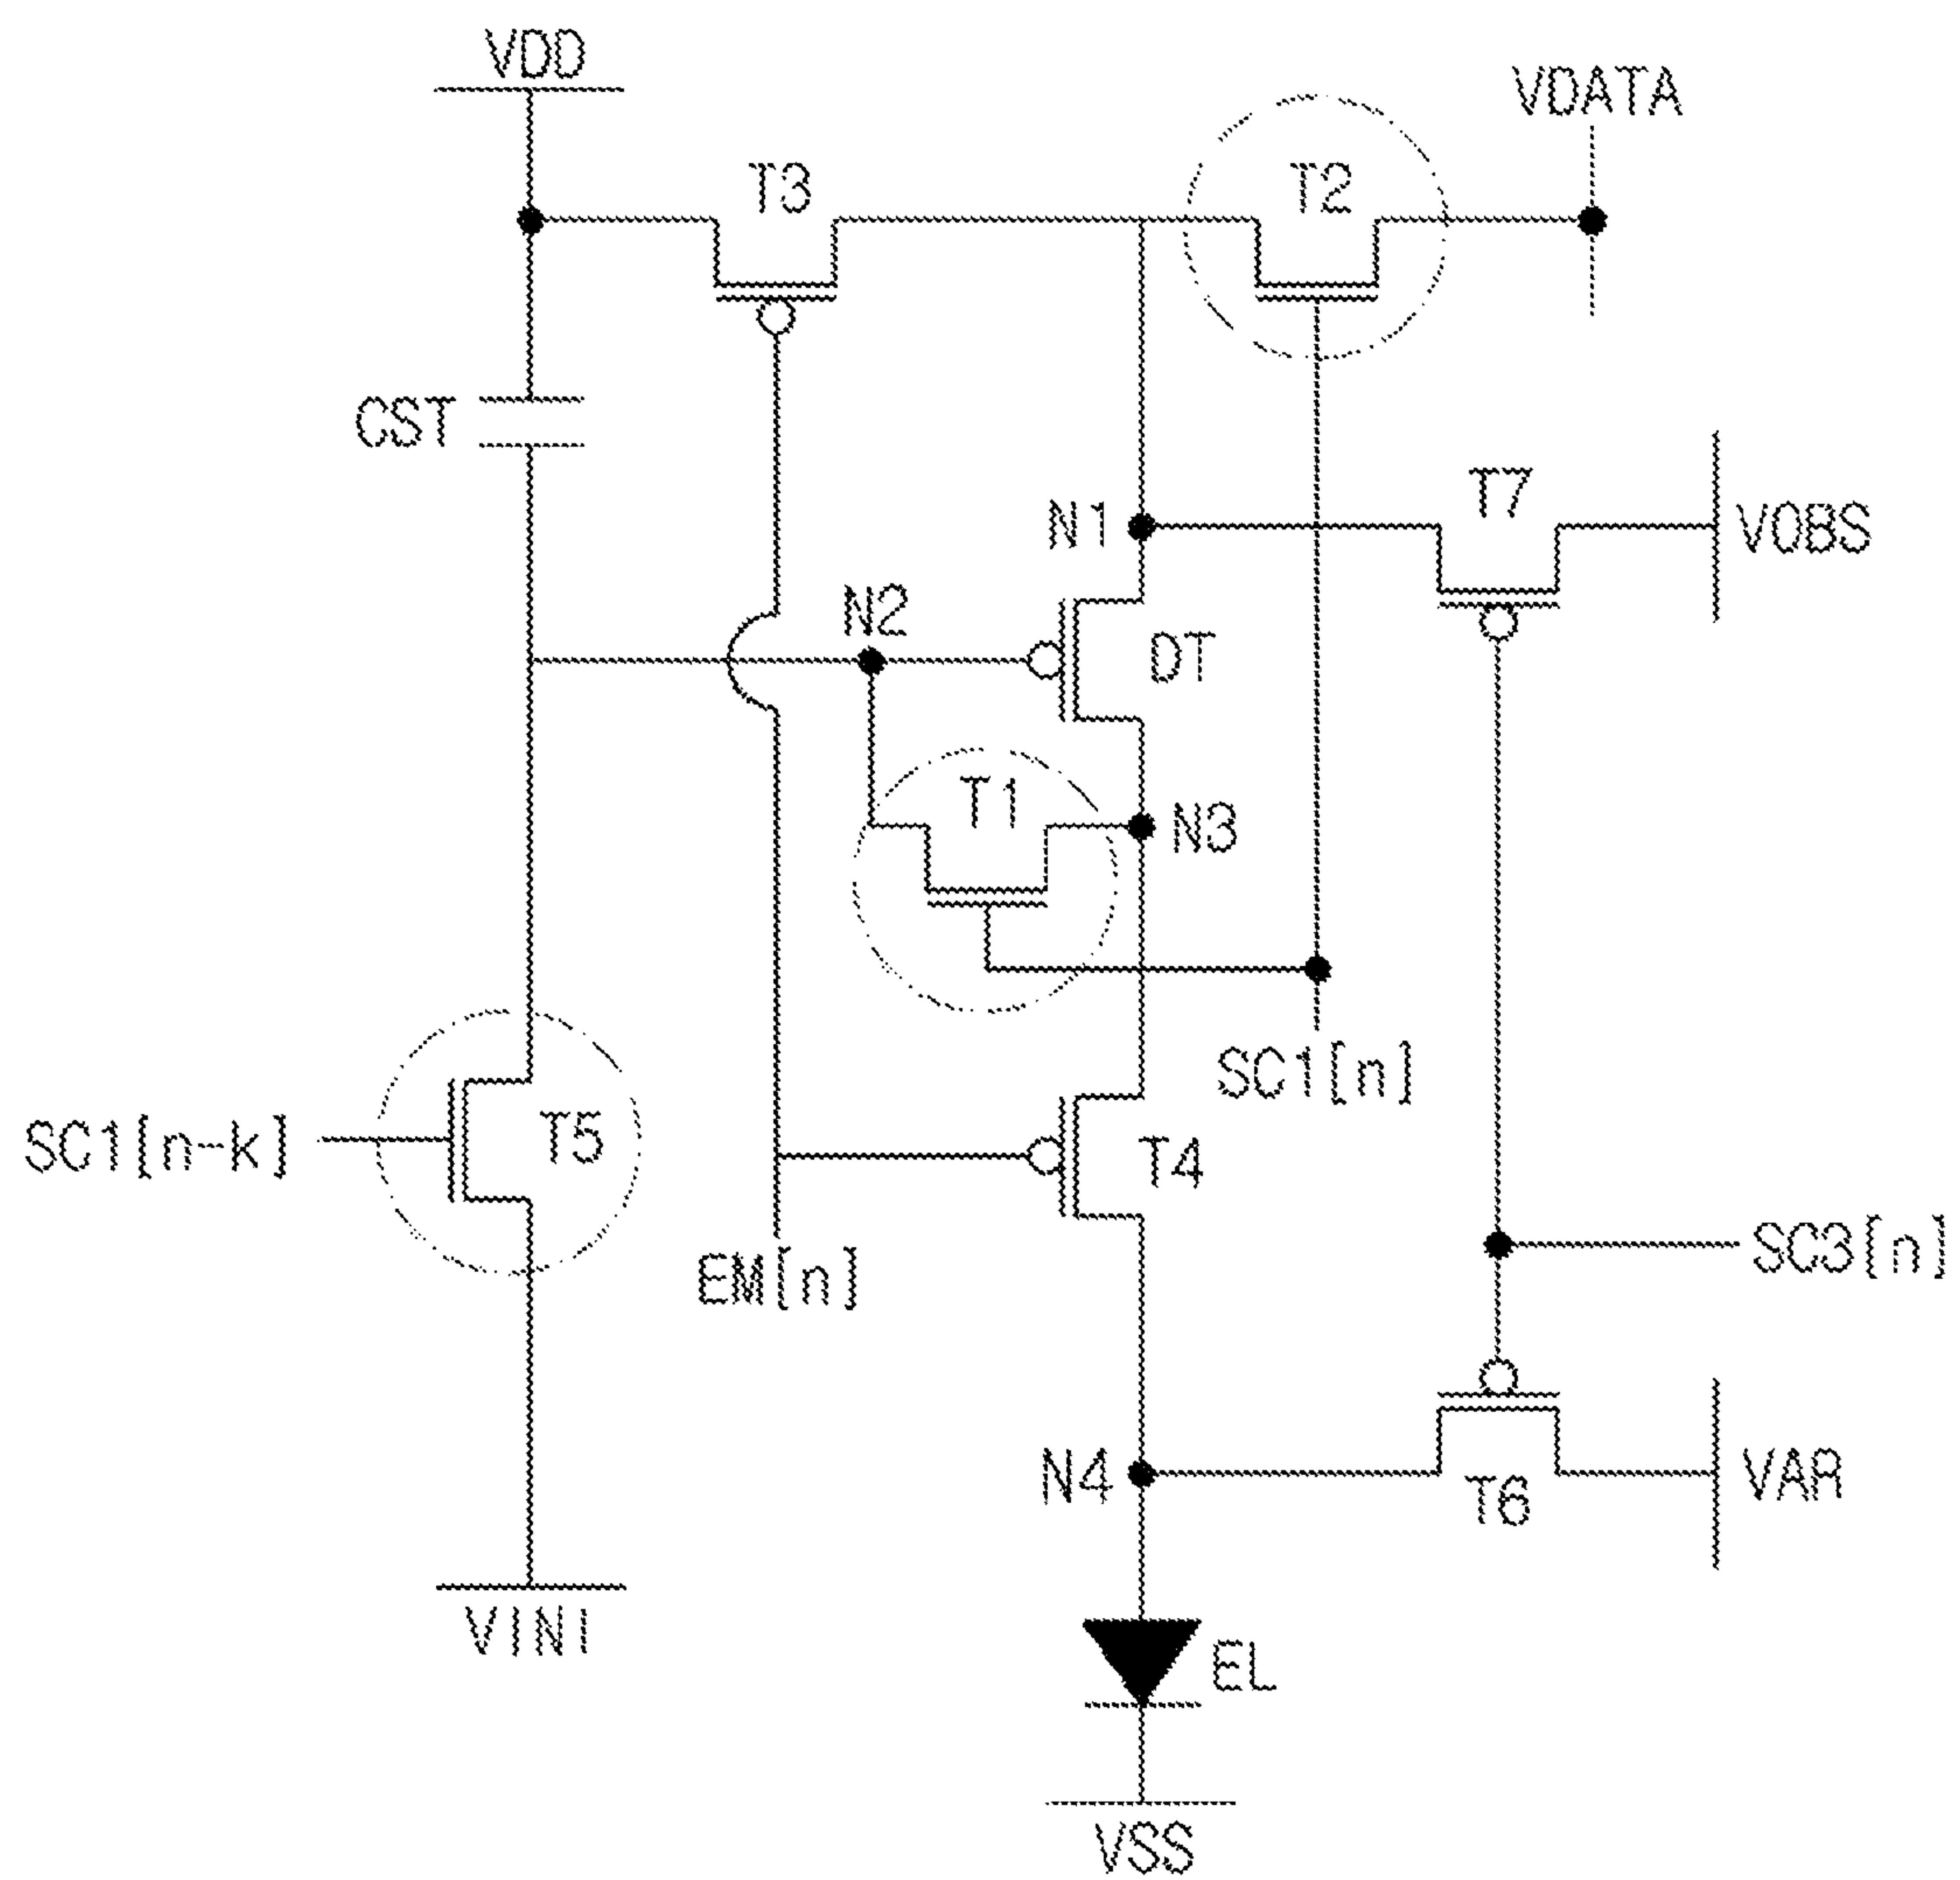 VDD
VDATA
T3
T2
CST
T7
N1
VOBS
N2
DT
T1
N3
SC1[n]
SC1[n-k]
T5
T4
SC3[n]
EM[n]
N4
T6
VAR
VINI
EL
VSS